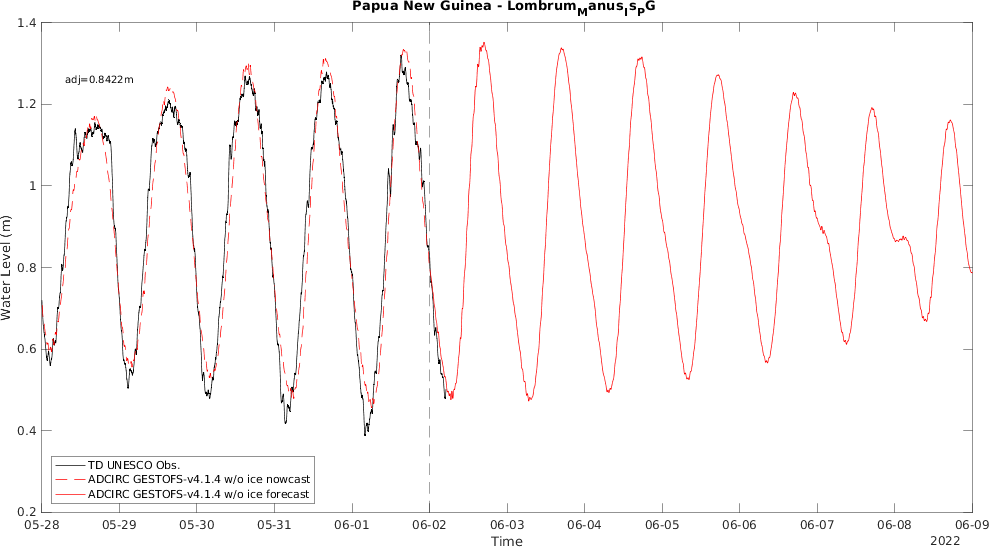 Papua New Guinea - LombrumManusIsPG
1.4
adj=0.8422m
1.2
1
0.8
0.6
0.4
0.2
Water Level (m)
TD UNESCO Obs.
ADCIRC GESTOFS-v4.1.4 w/o ice nowcast
ADCIRC GESTOFS-v4.1.4 w/o ice forecast
05-28 05-29 05-30 05-31 06-01 06-02 06-03 06-04 06-05 06-06 06-07 06-08 06-09
Time
2022